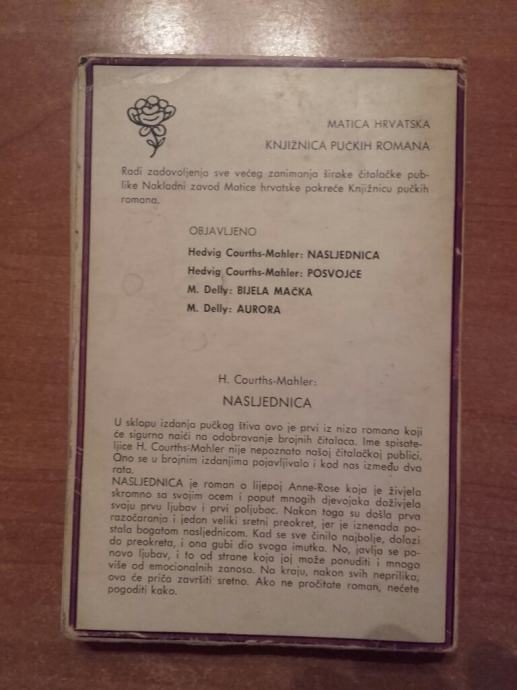 MATICA HRVATSKA
KNJIŽNICA PUČKIH ROMANA
Radi zadovoljenja sve većeg zanimanja široke čitalačke pub-
like Nakladni zavod Matice hrvatske pokreće Knjižnicu pučkih
romana.
OBJAVLJENO
Hedvig Courths-Mahler: NASLJEDNICA
Hedvig Courths-Mahler: POSVOJČE
M. Delly: BIJELA MAČKA
M. Delly: AURORA
H. Courths-Mahler:
NASLJEDNICA
U sklopu izdanja pučkog štiva ovo je prvi iz niza romana koji
će sigurno naići na odobravanje brojnih čitalaca. Ime spisate-
ljice H. Courths-Mahler nije nepoznato našoj čitalačkoj publici.
Ono se u brojnim izdanjima pojavljivalo i kod nas između dva
rata.
NASLJEDNICA je roman o lijepoj Anne-Rose koja je živjela
skromno sa svojim ocem i poput mnogih djevojaka doživjela
svoju prvu ljubav i prvi poljubac. Nakon toga su došla prva
razočaranja i jedan veliki sretni preokret, jer je iznenada po-
stala bogatom nasljednicom. Kad se sve činilo najbolje, dolazi
do preokreta, i ona gubi dio svoga imutka. No, javlja se po-
novo ljubav, i to od strane koja joj može ponuditi i mnogo
više od emocionalnih zanosa. Na kraju, nakon svih neprilika,
ova će priča završiti sretno. Ako ne pročitate roman, nećete
pogoditi kako.